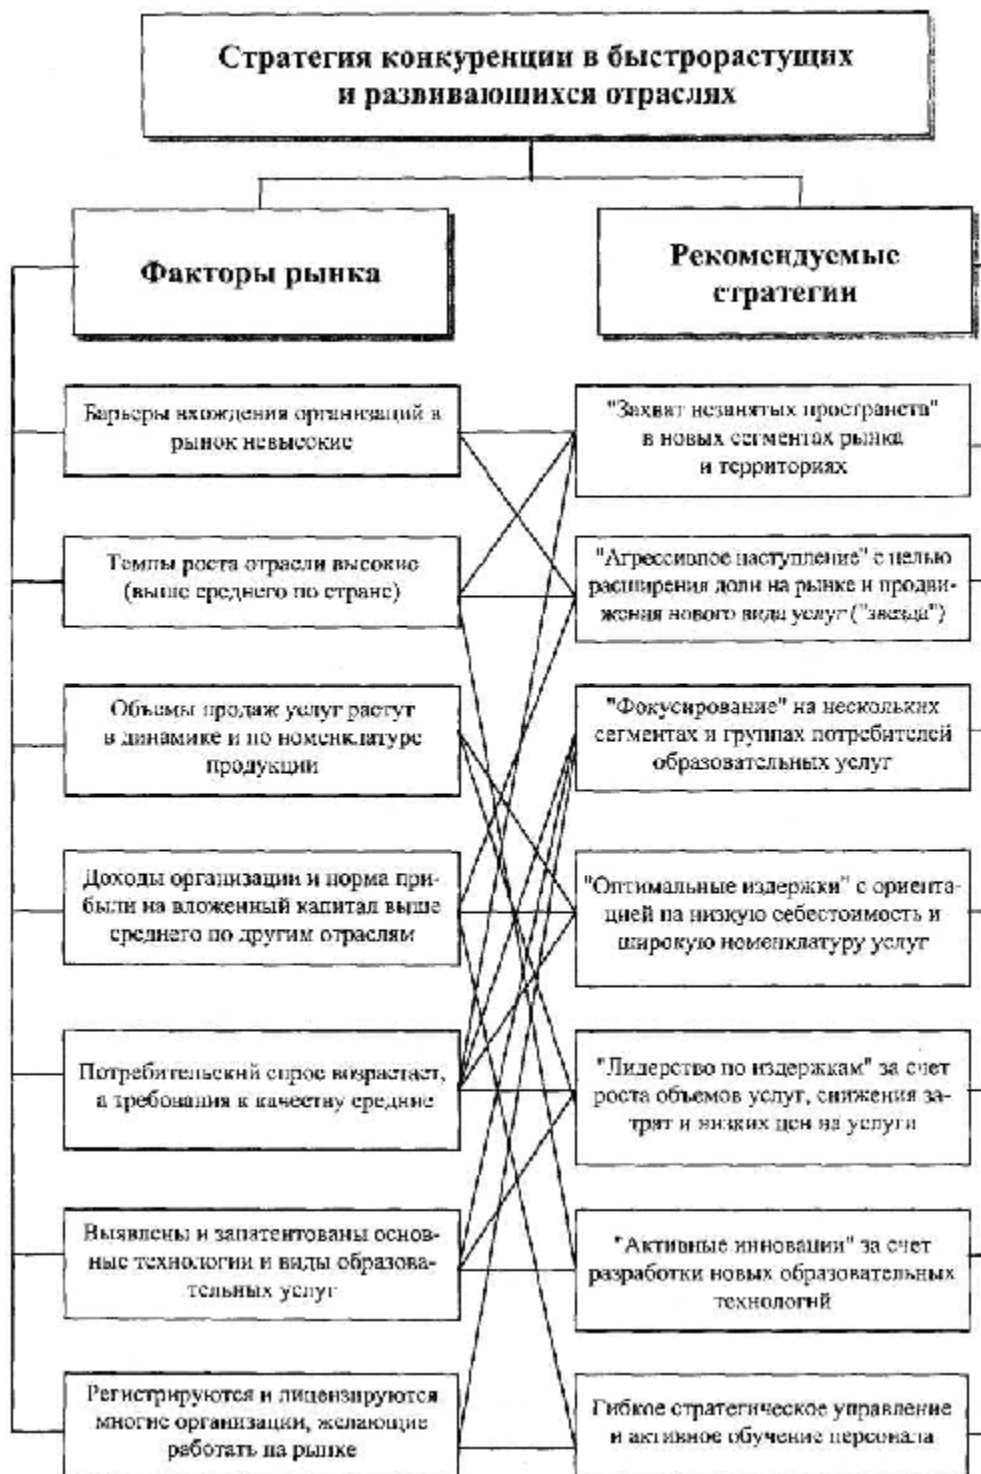 Стратегия конкуренции в быстрорастущих
и развивающихся отраслях
Факторы рынка
Рекомендуемые
стратегии
Барьеры вхождения организаций в
рынок невысокие
"Захват незанятых пространств"
в новых сегментах рынка
и территориях
Темпы роста отрасли высокие
(выше среднего по стране)
"Агрессивное наступление" с целью
расширения доли на рынке и продви-
жения нового вида услуг ("звезда")
Объемы продаж услуг растут
в динамике и по номенклатуре
продукции
"Фокусирование" на нескольких
сегментах и группах потребителей
образовательных услуг
Доходы организации и норма при-
были на вложенный капитал выше
среднего по другим отраслям
"Оптимальные издержки" с ориента-
цией на низкую себестоимость и
широкую номенклатуру услуг
Потребительский спрос возрастает,
а требования к качеству средние
"Лидерство по издержкам" за счет
роста объемов услуг, снижения за-
трат и низких цен на услуги
Выявлены и запатентованы основ-
ные технологии и виды образова-
тельных услуг
"Активные инновации" за счет
разработки новых образовательных
технологий
Регистрируются и лицензируются
многие организации, желающие
работать на рынке
Гибкое стратегическое управление
и активное обучение персонала